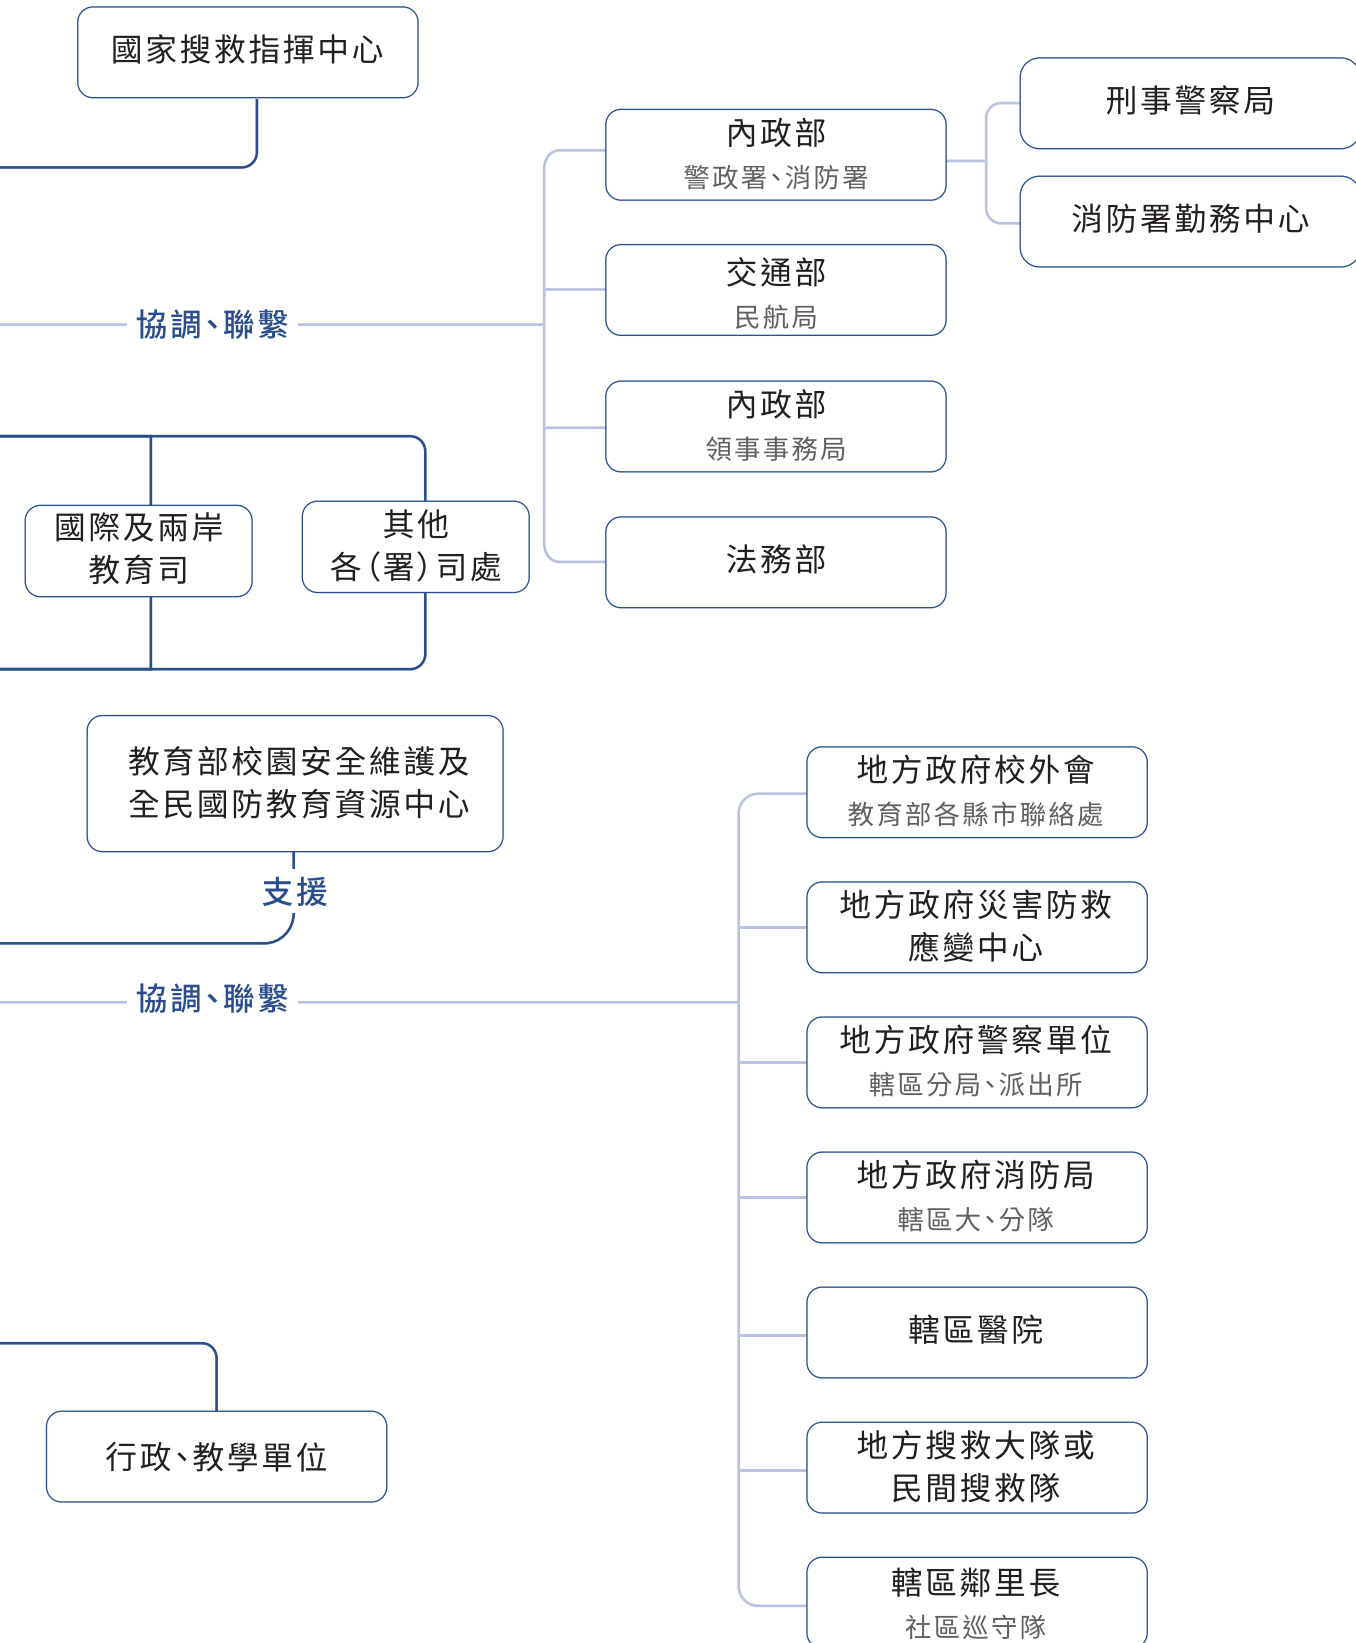 國家搜救指揮中心
刑事警察局
內政部
警政署、消防署
消防署勤務中心
交通部
民航局
協調、聯繫
內政部
領事事務局
國際及兩岸
教育司
其他
各（署）司處
法務部
教育部校園安全維護及
全民國防教育資源中心
支援
地方政府校外會
教育部各縣市聯絡處
地方政府災害防救
應變中心
協調、聯繫
地方政府警察單位
轄區分局、派出所
地方政府消防局
轄區大、分隊
轄區醫院
行政、教學單位
地方搜救大隊或
民間搜救隊
轄區鄰里長
社區巡守隊